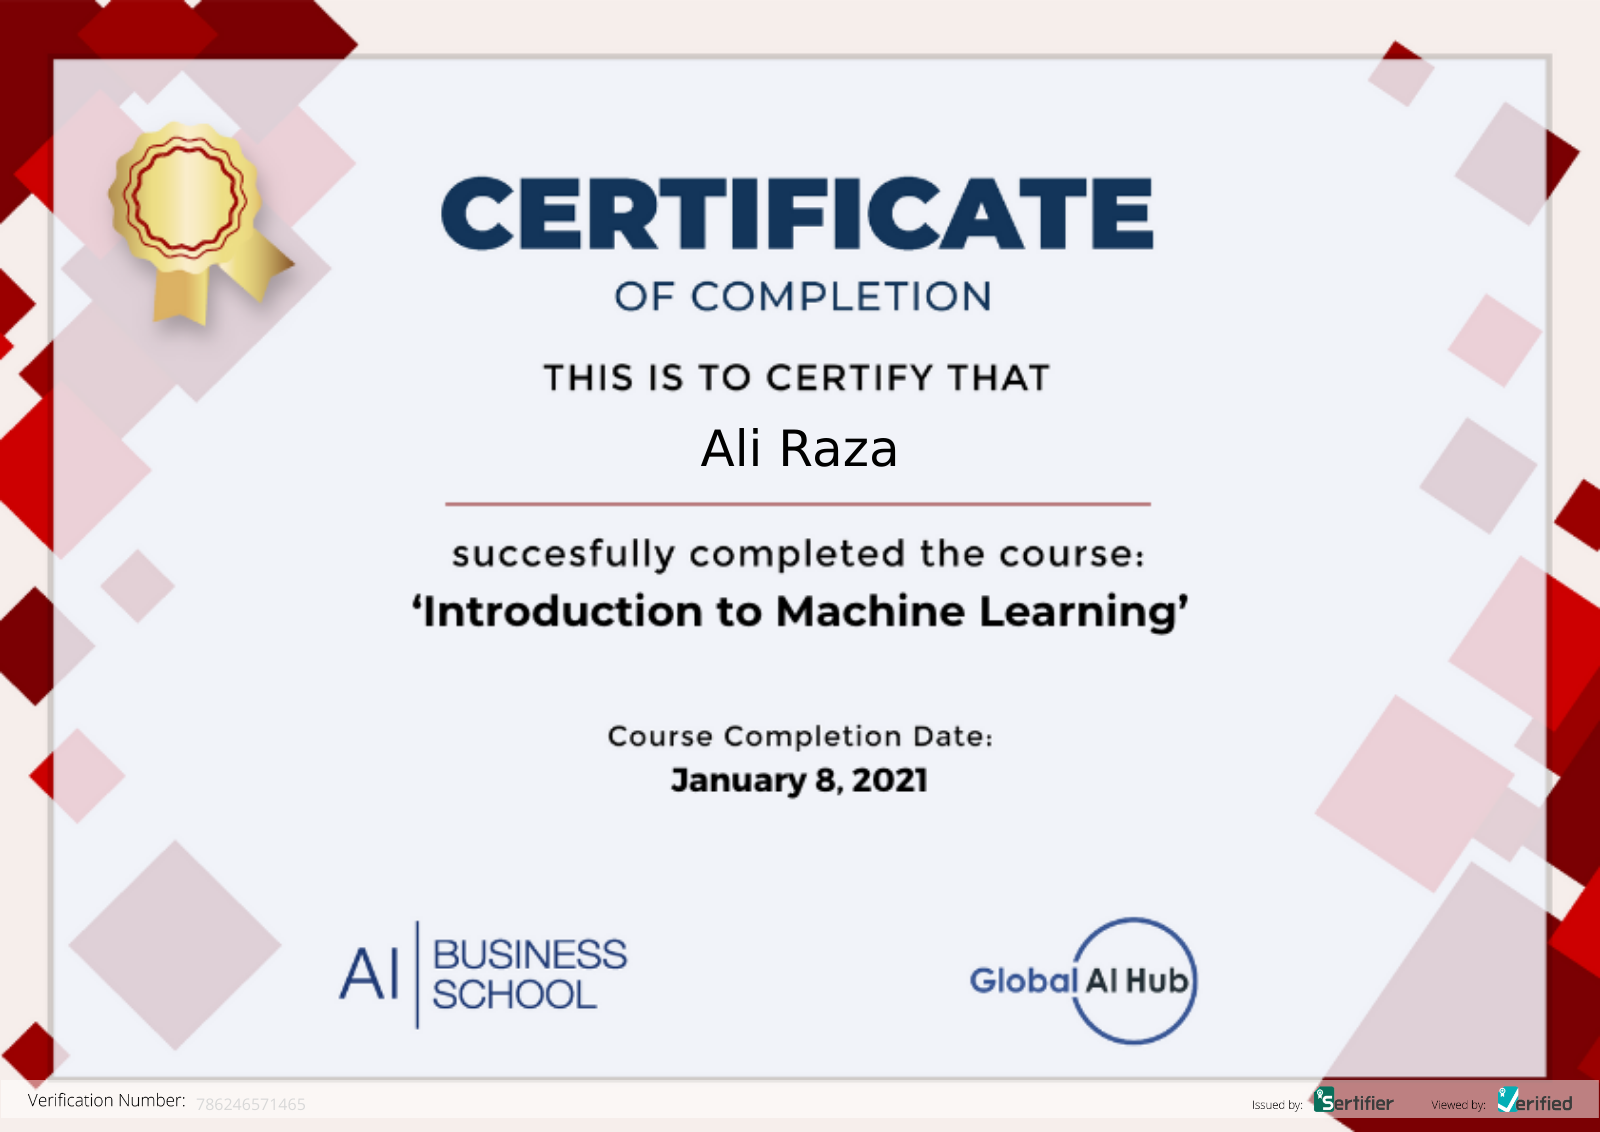 CERTIFICATE
OF COMPLETION
THIS IS TO CERTIFY THAT
Ali Raza
succesfully completed the course:
‘Introduction to Machine Learning’
Course Completion Date:
January 8, 2021
AI BUSINESS
SCHOOL
Global AI Hub
Verification Number: 786246571465
Issued by: Sertifier
Viewed by: Verified